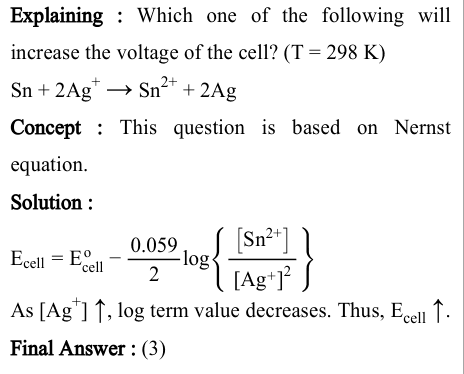 Explaining : Which one of the following will
increase the voltage of the cell? (T = 298 K)
Sn + 2Ag⁺ → Sn²⁺ + 2Ag
Concept : This question is based on Nernst
equation.
Solution :
E_cell = E°_cell − 0.059/2 log{[Sn²⁺]/[Ag⁺]²}
As [Ag⁺] ↑, log term value decreases. Thus, E_cell ↑.
Final Answer : (3)